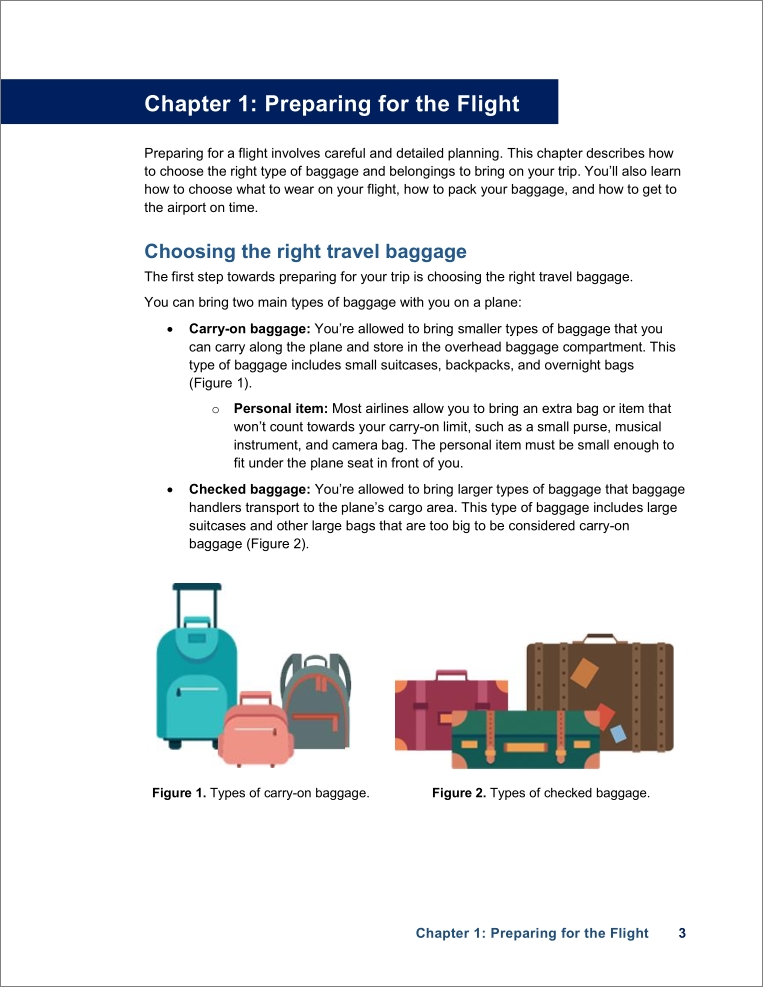 Chapter 1: Preparing for the Flight
Preparing for a flight involves careful and detailed planning. This chapter describes how
to choose the right type of baggage and belongings to bring on your trip. You’ll also learn
how to choose what to wear on your flight, how to pack your baggage, and how to get to
the airport on time.
Choosing the right travel baggage
The first step towards preparing for your trip is choosing the right travel baggage.
You can bring two main types of baggage with you on a plane:
• Carry-on baggage: You’re allowed to bring smaller types of baggage that you
can carry along the plane and store in the overhead baggage compartment. This
type of baggage includes small suitcases, backpacks, and overnight bags
(Figure 1).
o Personal item: Most airlines allow you to bring an extra bag or item that
won’t count towards your carry-on limit, such as a small purse, musical
instrument, and camera bag. The personal item must be small enough to
fit under the plane seat in front of you.
• Checked baggage: You’re allowed to bring larger types of baggage that baggage
handlers transport to the plane’s cargo area. This type of baggage includes large
suitcases and other large bags that are too big to be considered carry-on
baggage (Figure 2).
Figure 1. Types of carry-on baggage.
Figure 2. Types of checked baggage.
Chapter 1: Preparing for the Flight 3